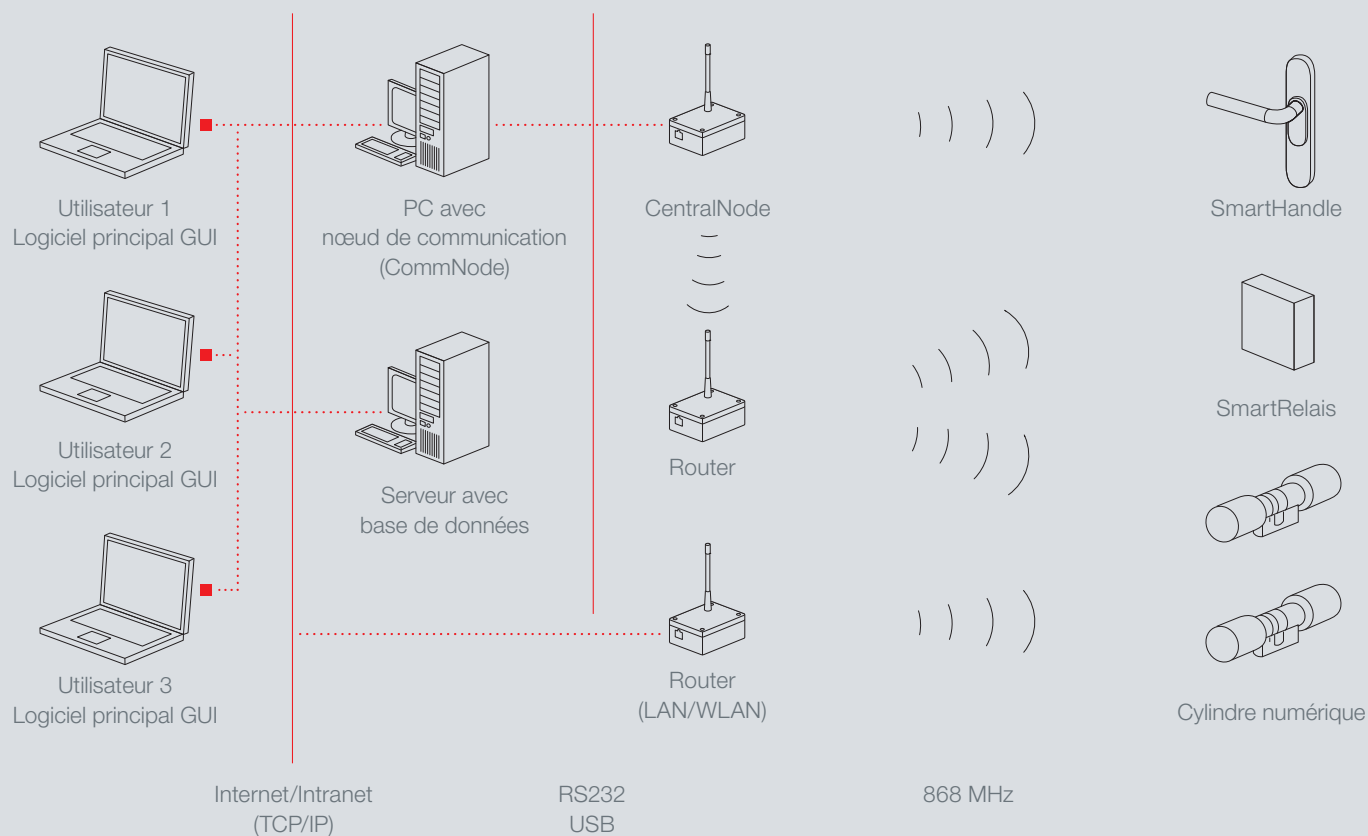 Utilisateur 1
Logiciel principal GUI
PC avec
nœud de communication
(CommNode)
CentralNode
SmartHandle
Utilisateur 2
Logiciel principal GUI
Serveur avec
base de données
Router
SmartRelais
Utilisateur 3
Logiciel principal GUI
Router
(LAN/WLAN)
Cylindre numérique
Internet/Intranet
(TCP/IP)
RS232
USB
868 MHz